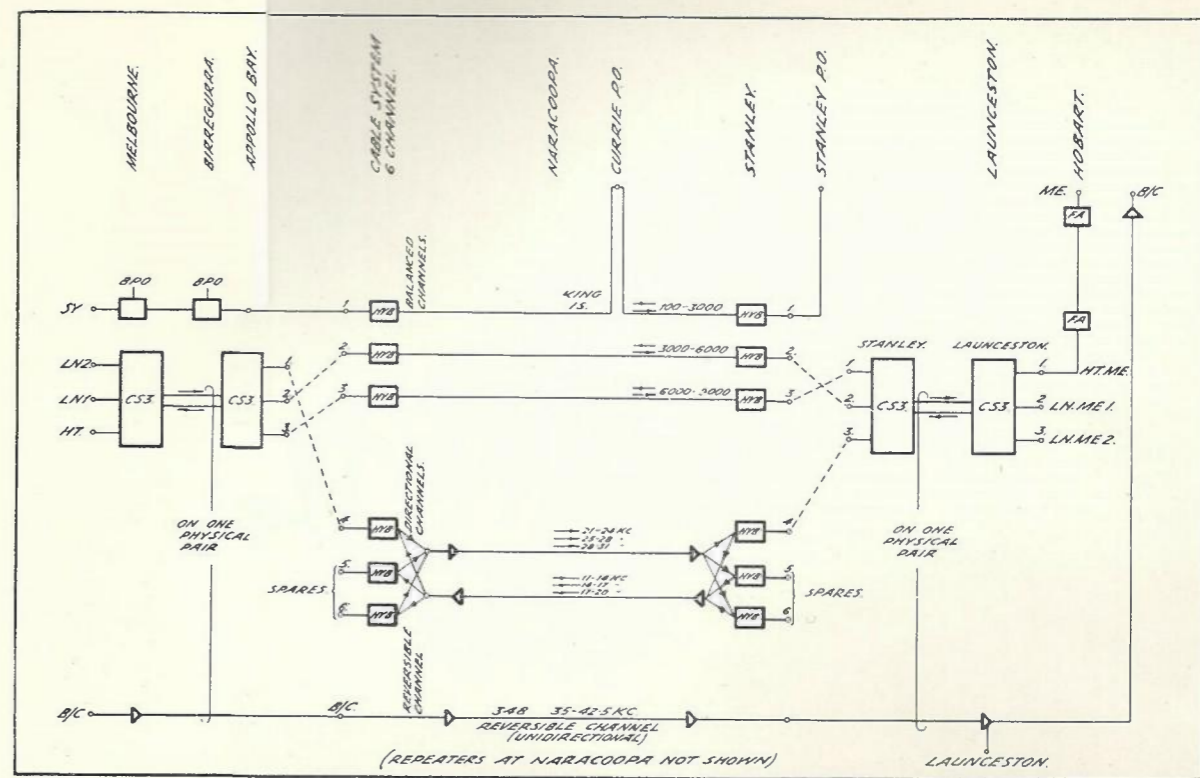 MELBOURNE.
BIRREGURRA.
APPOLLO BAY.
CABLE SYSTEM
6 CHANNEL.
NARACOOPA.
CURRIE P.O.
STANLEY.
STANLEY P.O.
LAUNCESTON.
HOBART.
ME.
B/C
FA
BPO
BPO
BALANCED
CHANNELS.
KING
IS.
SY
1
HYB
100-3000
HYB
1
FA
STANLEY.
LAUNCESTON.
LN2
1
2
HYB
3000-6000
HYB
2
1
1
HT.ME.
LN1
CS3
CS3
2
3
HYB
6000-9000
HYB
3
2
CS3.
CS3
2
LN.ME1.
HT.
3
3
3.
LN.ME2.
ON ONE
PHYSICAL
PAIR
DIRECTIONAL
CHANNELS.
4
HYB
21-24 KC
25-28 "
28-31 "
HYB
4
ON ONE
PHYSICAL
PAIR
SPARES.
5
HYB
11-14 KC
14-17 "
17-20 "
HYB
5
SPARES.
6
HYB
HYB
6
REVERSIBLE
CHANNEL
B/C
B/C
34.8 35-42.5 KC
REVERSIBLE CHANNEL
(UNIDIRECTIONAL)
(REPEATERS AT NARACOOPA NOT SHOWN)
LAUNCESTON.